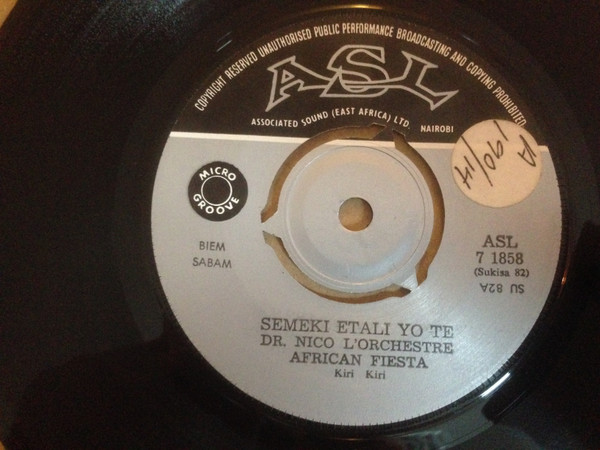 COPYRIGHT RESERVED UNAUTHORISED PUBLIC PERFORMANCE BROADCASTING AND COPYING PROHIBITED
ASL
ASSOCIATED SOUND (EAST AFRICA) LTD. NAIROBI
A
190/14
MICRO
GROOVE
BIEM
SABAM
ASL
7 1858
(Sukisa 82)
SU 82A
SEMEKI ETALI YO TE
DR. NICO L'ORCHESTRE
AFRICAN FIESTA
Kiri Kiri